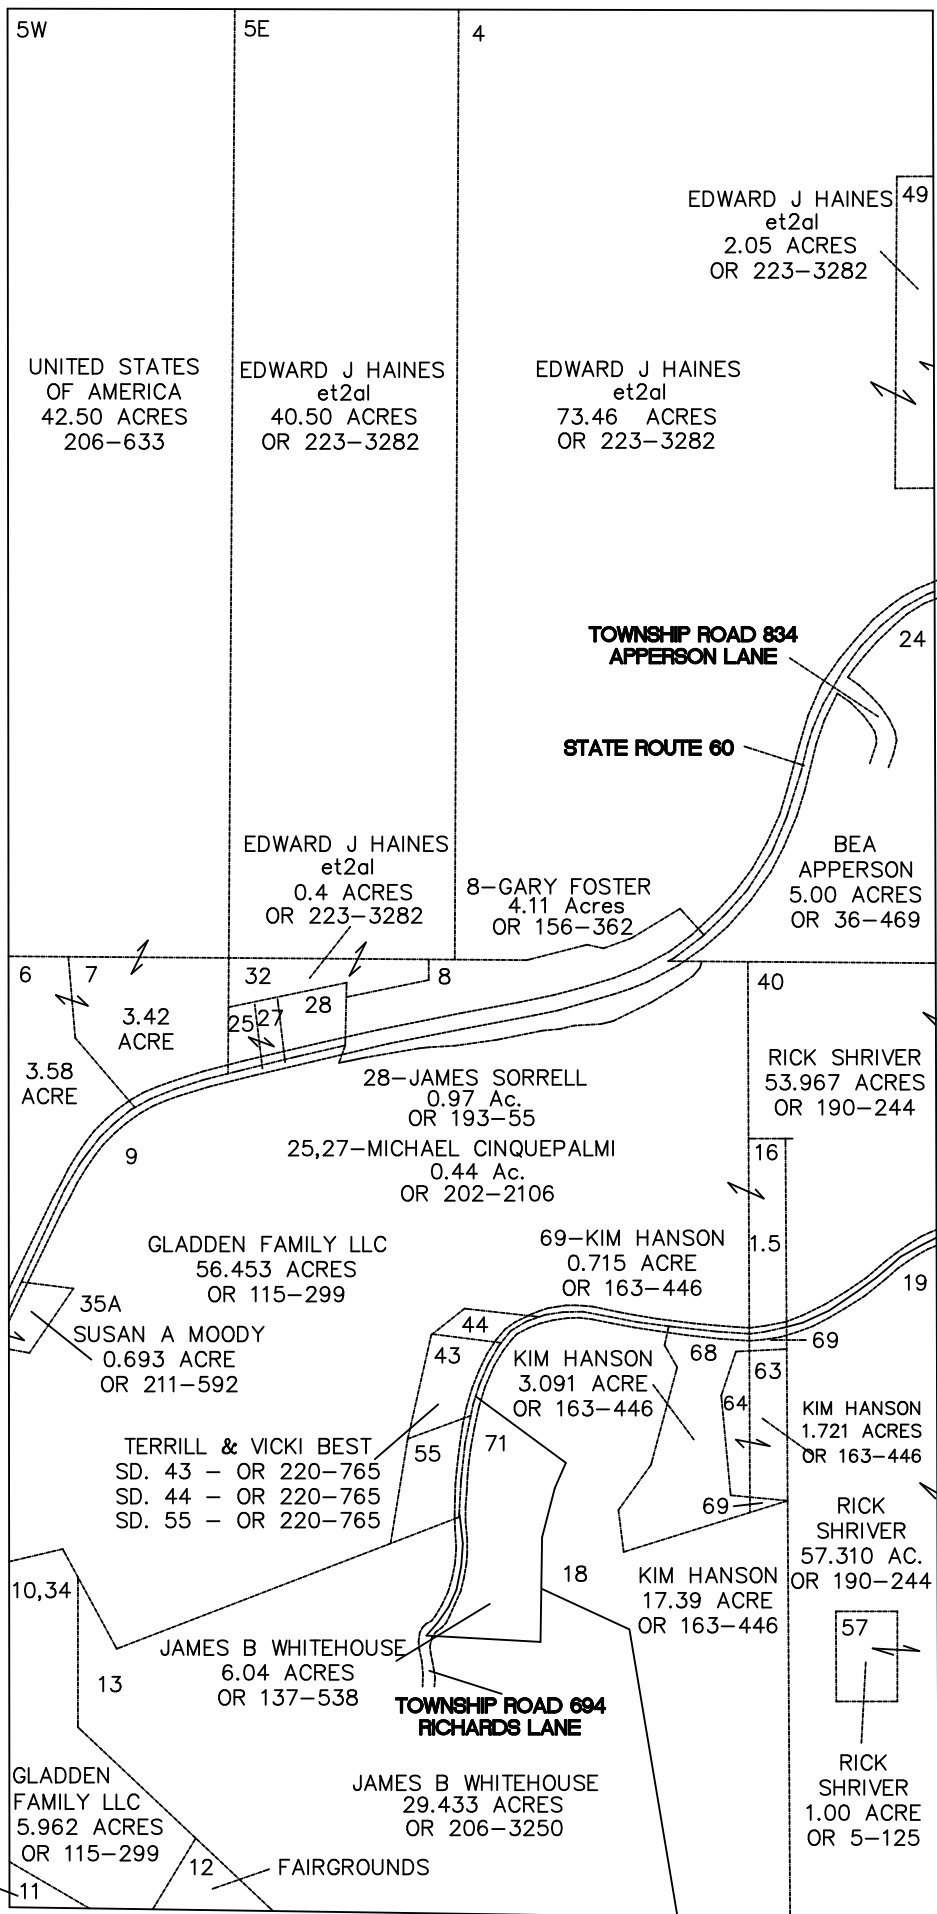 5W
5E
4
49
EDWARD J HAINES
et2al
2.05 ACRES
OR 223-3282
UNITED STATES
OF AMERICA
42.50 ACRES
206-633
EDWARD J HAINES
et2al
40.50 ACRES
OR 223-3282
EDWARD J HAINES
et2al
73.46 ACRES
OR 223-3282
TOWNSHIP ROAD 834
APPERSON LANE
24
STATE ROUTE 60
EDWARD J HAINES
et2al
0.4 ACRES
OR 223-3282
8-GARY FOSTER
4.11 Acres
OR 156-362
BEA
APPERSON
5.00 ACRES
OR 36-469
6
7
32
8
40
25
27
28
3.42
ACRE
3.58
ACRE
RICK SHRIVER
53.967 ACRES
OR 190-244
28-JAMES SORRELL
0.97 Ac.
OR 193-55
9
25,27-MICHAEL CINQUEPALMI
0.44 Ac.
OR 202-2106
16
1.5
GLADDEN FAMILY LLC
56.453 ACRES
OR 115-299
69-KIM HANSON
0.715 ACRE
OR 163-446
19
35A
SUSAN A MOODY
0.693 ACRE
OR 211-592
44
43
68
69
63
64
KIM HANSON
3.091 ACRE
OR 163-446
KIM HANSON
1.721 ACRES
OR 163-446
TERRILL & VICKI BEST
SD. 43 - OR 220-765
SD. 44 - OR 220-765
SD. 55 - OR 220-765
55
71
69
RICK
SHRIVER
57.310 AC.
OR 190-244
10,34
18
KIM HANSON
17.39 ACRE
OR 163-446
57
JAMES B WHITEHOUSE
6.04 ACRES
OR 137-538
13
TOWNSHIP ROAD 694
RICHARDS LANE
GLADDEN
FAMILY LLC
5.962 ACRES
OR 115-299
JAMES B WHITEHOUSE
29.433 ACRES
OR 206-3250
RICK
SHRIVER
1.00 ACRE
OR 5-125
12
FAIRGROUNDS
11